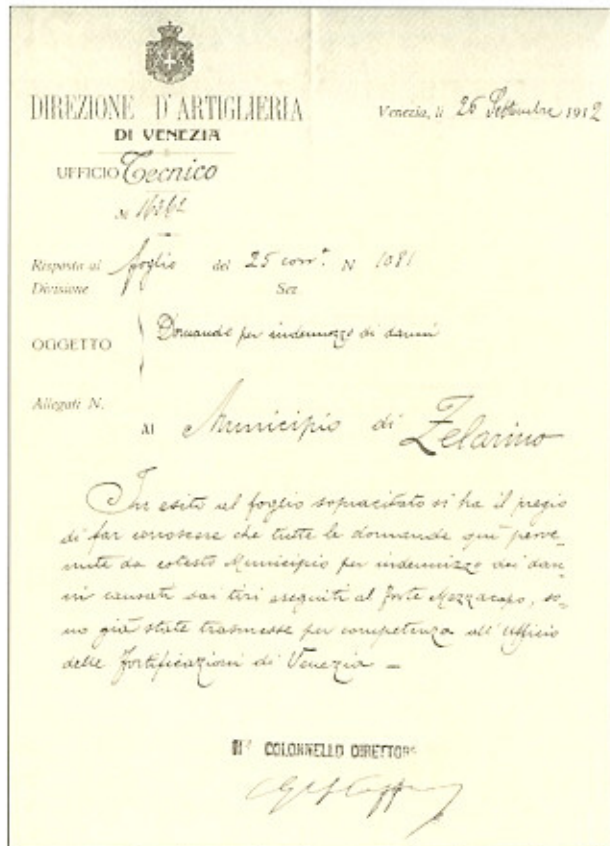 DIREZIONE D'ARTIGLIERIA
DI VENEZIA
Venezia, li 26 Settembre 1912
UFFICIO Tecnico
N.
Risposta al foglio del 25 corr. N 1081
Divisione Sez
OGGETTO Domande per indennizzo di danni
Allegati N.
Al Municipio di Zelarino
In esito al foglio sopracitato si ha il pregio
di far conoscere che tutte le domande qui perve-
nute da cotesto Municipio per indennizzo dei dan-
ni causati dai tiri eseguiti al Forte Mezzacapo, so-
no già state trasmesse per competenza all'Ufficio
delle Fortificazioni di Venezia -
COLONNELLO DIRETTORE